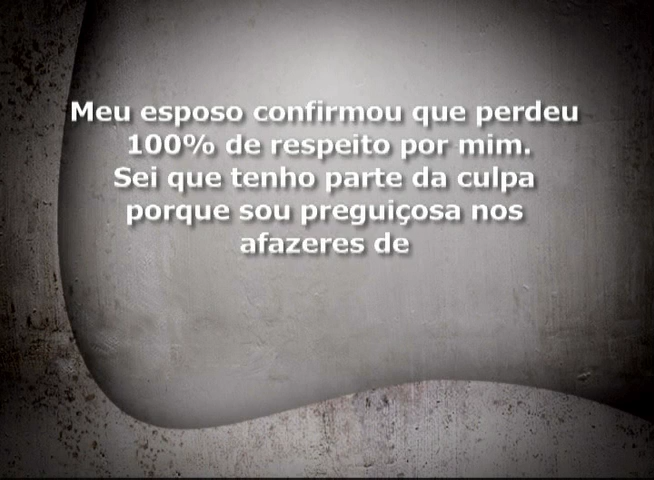 Meu esposo confirmou que perdeu
100% de respeito por mim.
Sei que tenho parte da culpa
porque sou preguiçosa nos
afazeres de